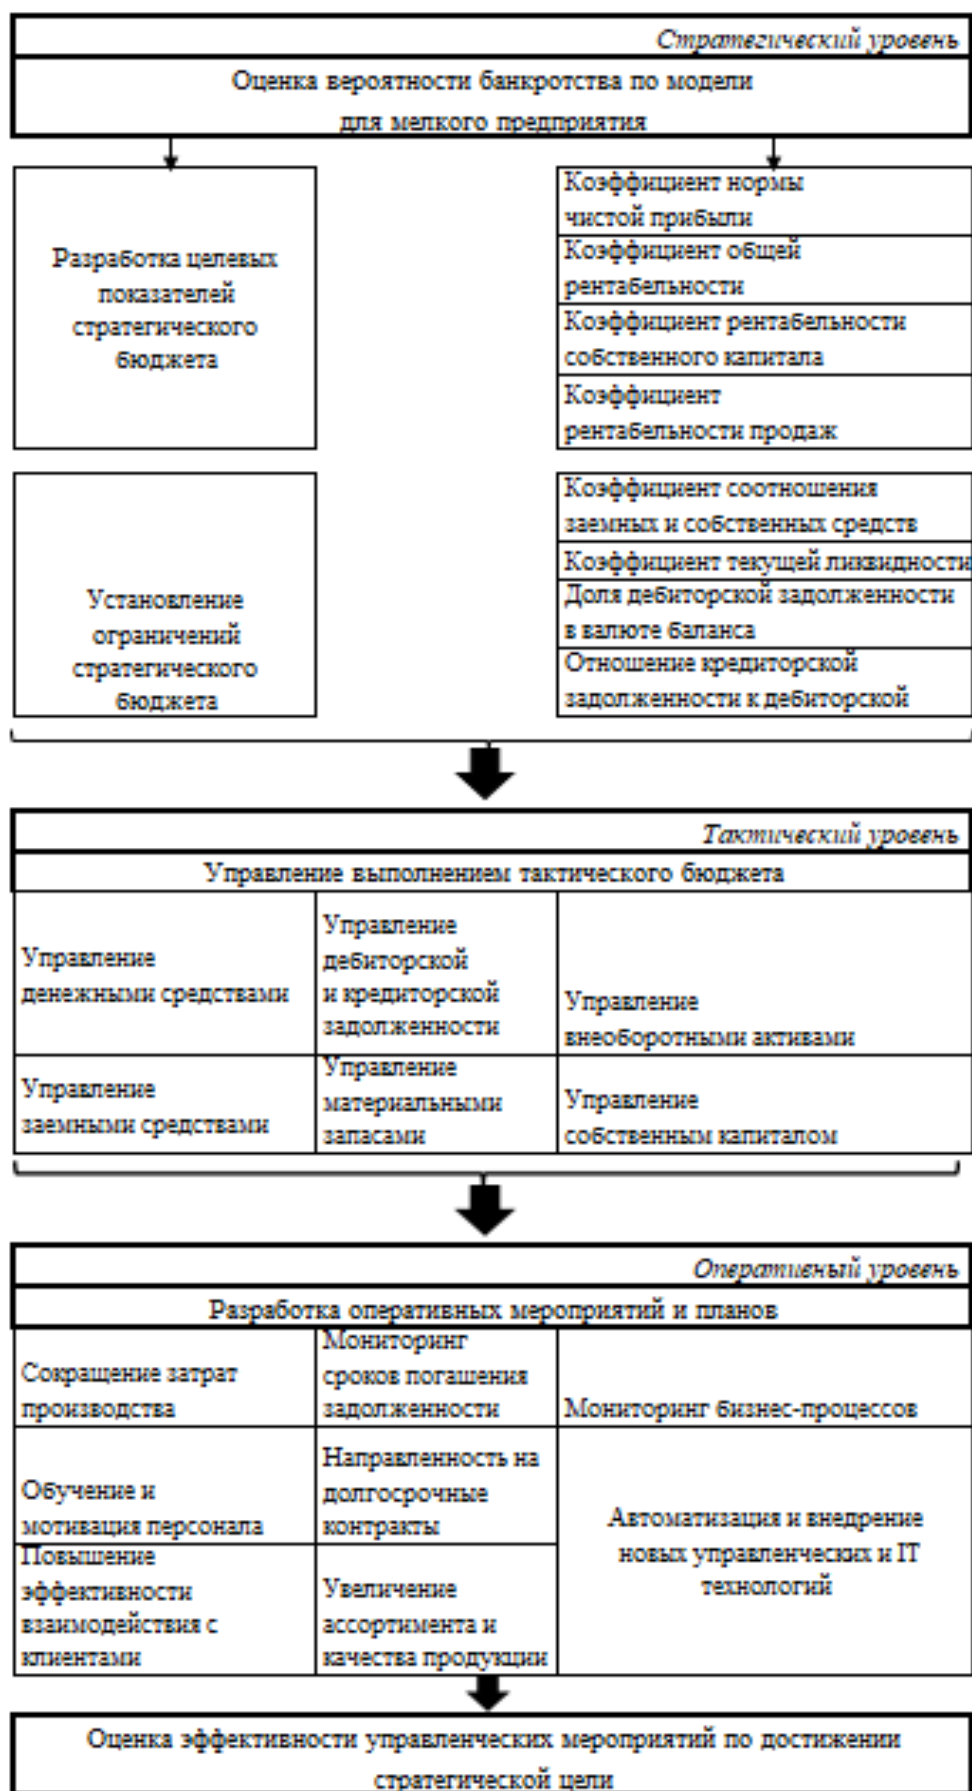 Стратегический уровень
Оценка вероятности банкротства по модели
для мелкого предприятия
Разработка целевых
показателей
стратегического
бюджета
Коэффициент нормы
чистой прибыли
Коэффициент общей
рентабельности
Коэффициент рентабельности
собственного капитала
Коэффициент
рентабельности продаж
Установление
ограничений
стратегического
бюджета
Коэффициент соотношения
заемных и собственных средств
Коэффициент текущей ликвидности
Доля дебиторской задолженности
в валюте баланса
Отношение кредиторской
задолженности к дебиторской
Тактический уровень
Управление выполнением тактического бюджета
Управление
денежными средствами
Управление
дебиторской
и кредиторской
задолженности
Управление
внеоборотными активами
Управление
заемными средствами
Управление
материальными
запасами
Управление
собственным капиталом
Оперативный уровень
Разработка оперативных мероприятий и планов
Сокращение затрат
производства
Мониторинг
сроков погашения
задолженности
Мониторинг бизнес-процессов
Обучение и
мотивация персонала
Направленность на
долгосрочные
контракты
Автоматизация и внедрение
новых управленческих и IT
технологий
Повышение
эффективности
взаимодействия с
клиентами
Увеличение
ассортимента и
качества продукции
Оценка эффективности управленческих мероприятий по достижении
стратегической цели